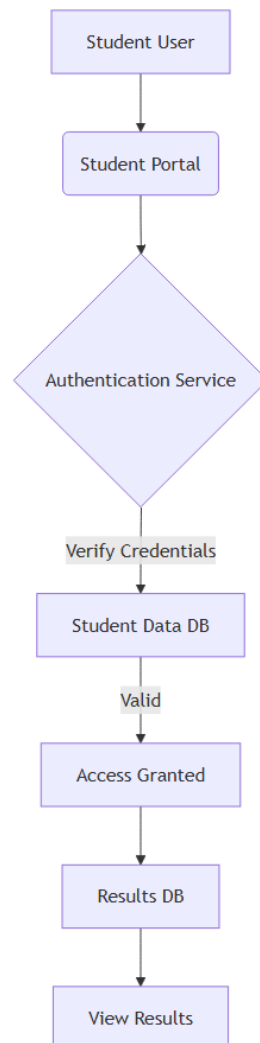 Student User
Student Portal
Authentication Service
Verify Credentials
Student Data DB
Valid
Access Granted
Results DB
View Results